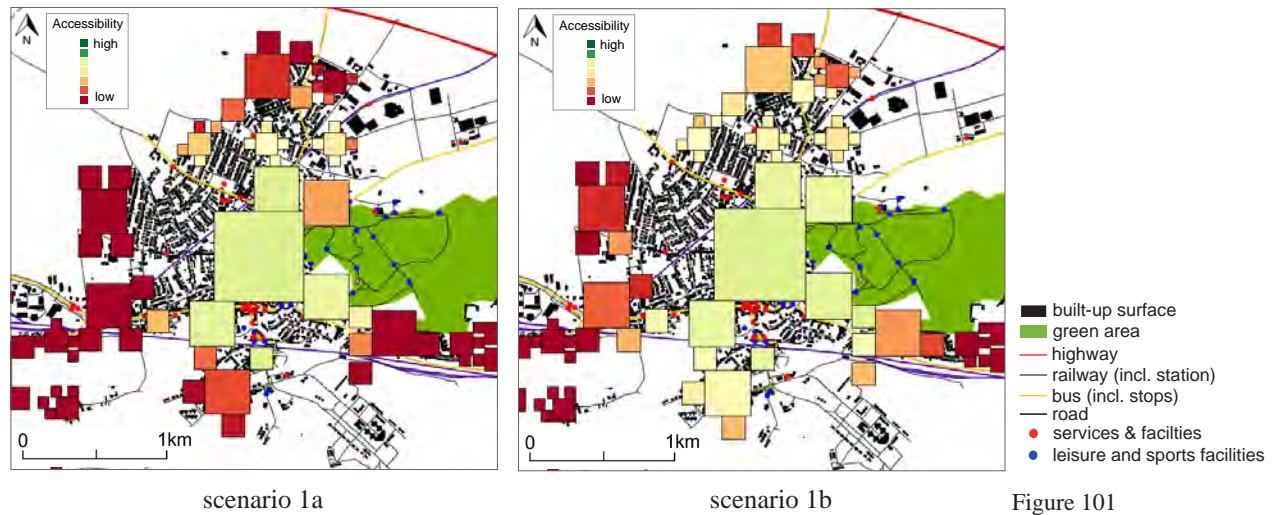 Accessibility
high
low
N
0 1km
Accessibility
high
low
N
0 1km
built-up surface
green area
highway
railway (incl. station)
bus (incl. stops)
road
services & facilties
leisure and sports facilities
scenario 1a
scenario 1b
Figure 101